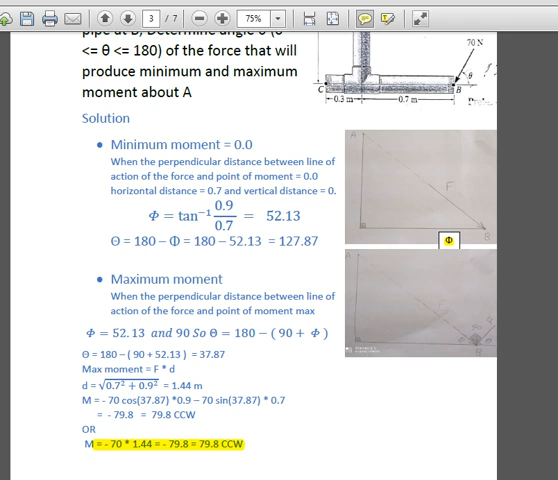 3 / 7
75%
pipe at B, Determine angle θ (0
<= θ <= 180) of the force that will
produce minimum and maximum
moment about A
70 N
θ
C
B
0.3 m
0.7 m
Solution
• Minimum moment = 0.0
When the perpendicular distance between line of
action of the force and point of moment = 0.0
horizontal distance = 0.7 and vertical distance = 0.
Φ = tan⁻¹ 0.9/0.7 = 52.13
Θ = 180 – Φ = 180 – 52.13 = 127.87
A
F
B
Φ
• Maximum moment
When the perpendicular distance between line of
action of the force and point of moment max
Φ = 52.13 and 90 So θ = 180 − ( 90 + Φ )
Θ = 180 – ( 90 + 52.13 ) = 37.87
Max moment = F * d
d = √0.7² + 0.9² = 1.44 m
M = - 70 cos(37.87) *0.9 – 70 sin(37.87) * 0.7
= - 79.8 = 79.8 CCW
OR
M = - 70 * 1.44 = - 79.8 = 79.8 CCW